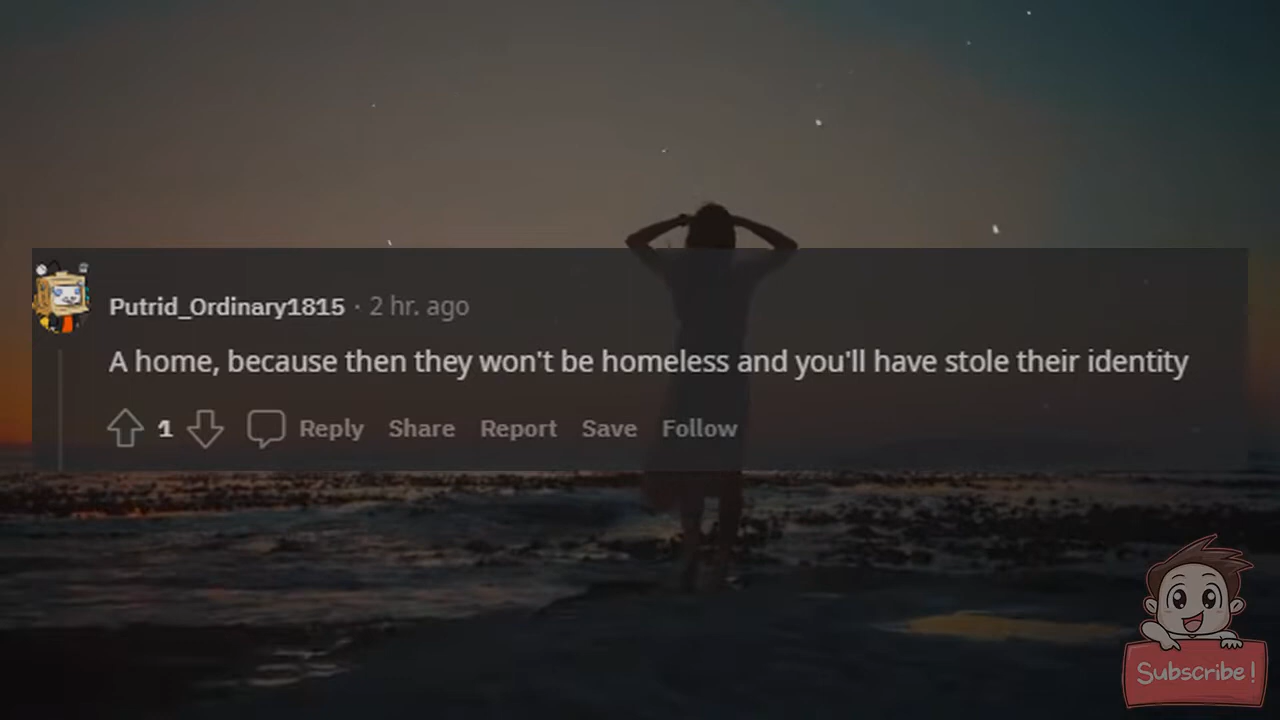 Putrid_Ordinary1815 · 2 hr. ago
A home, because then they won't be homeless and you'll have stole their identity
1 Reply Share Report Save Follow
Subscribe!